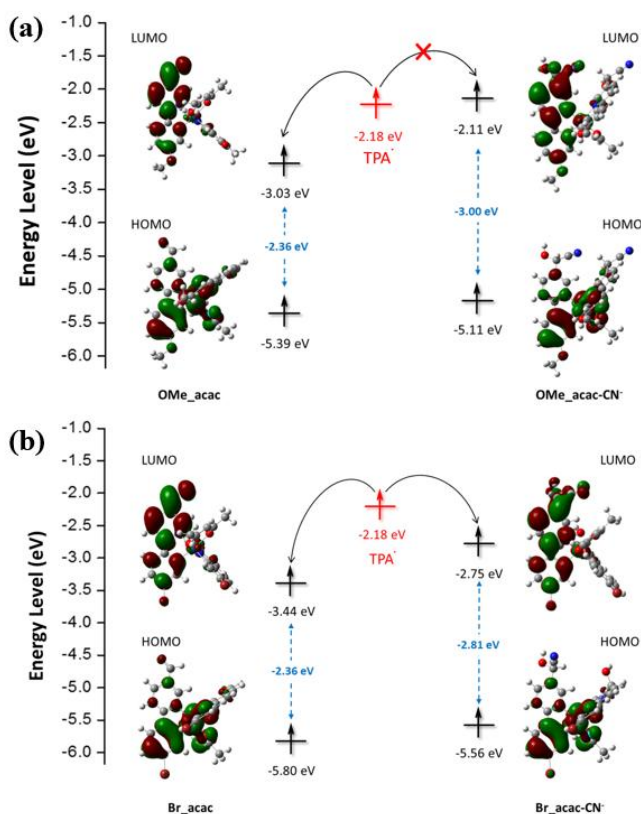 (a)
Energy Level (eV)
-1.0
-1.5
-2.0
-2.5
-3.0
-3.5
-4.0
-4.5
-5.0
-5.5
-6.0
LUMO
HOMO
-3.03 eV
-2.36 eV
-5.39 eV
OMe_acac
-2.18 eV
TPA˙
LUMO
-2.11 eV
-3.00 eV
HOMO
-5.11 eV
OMe_acac-CN⁻
(b)
Energy Level (eV)
-1.0
-1.5
-2.0
-2.5
-3.0
-3.5
-4.0
-4.5
-5.0
-5.5
-6.0
LUMO
HOMO
-3.44 eV
-2.36 eV
-5.80 eV
Br_acac
-2.18 eV
TPA˙
LUMO
-2.75 eV
-2.81 eV
HOMO
-5.56 eV
Br_acac-CN⁻